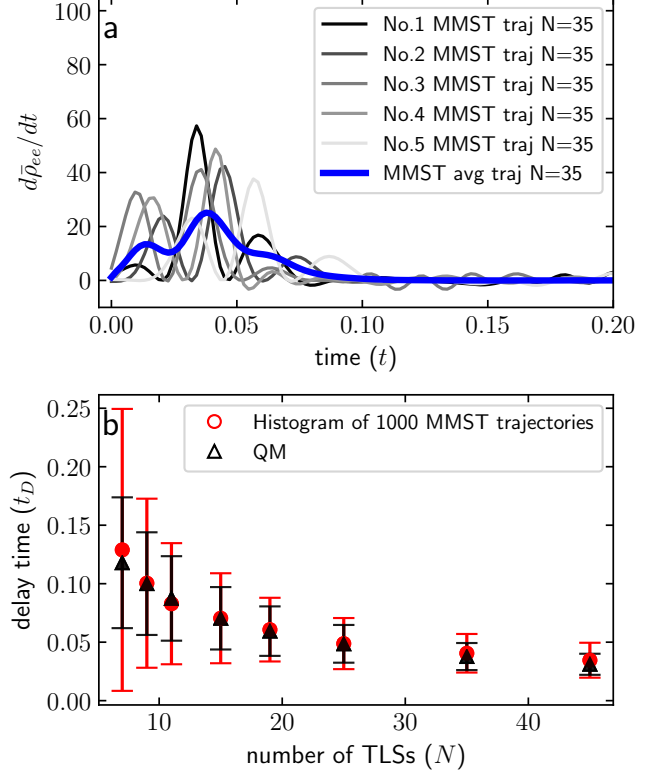 a
100
80
60
40
20
0
dρ̄ee/dt
No.1 MMST traj N=35
No.2 MMST traj N=35
No.3 MMST traj N=35
No.4 MMST traj N=35
No.5 MMST traj N=35
MMST avg traj N=35
0.00 0.05 0.10 0.15 0.20
time (t)
b
0.25
0.20
0.15
0.10
0.05
0.00
delay time (tD)
Histogram of 1000 MMST trajectories
QM
10 20 30 40
number of TLSs (N)